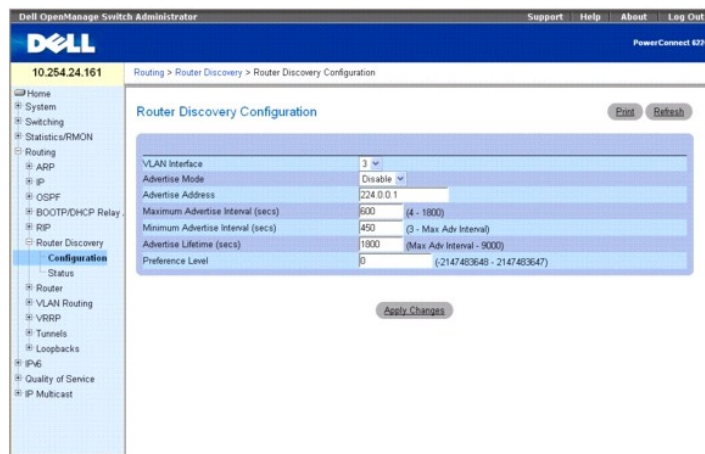 Dell OpenManage Switch Administrator
Support Help About Log Out
DELL
PowerConnect 622
10.254.24.161
Routing > Router Discovery > Router Discovery Configuration
Home
System
Switching
Statistics/RMON
Routing
ARP
IP
OSPF
BOOTP/DHCP Relay
RIP
Router Discovery
Configuration
Status
Router
VLAN Routing
VRRP
Tunnels
Loopbacks
IPv6
Quality of Service
IP Multicast
Router Discovery Configuration
Print Refresh
VLAN Interface 3
Advertise Mode Disable
Advertise Address 224.0.0.1
Maximum Advertise Interval (secs) 600 (4 - 1800)
Minimum Advertise Interval (secs) 450 (3 - Max Adv Interval)
Advertise Lifetime (secs) 1800 (Max Adv Interval - 9000)
Preference Level 0 (-2147483648 - 2147483647)
Apply Changes